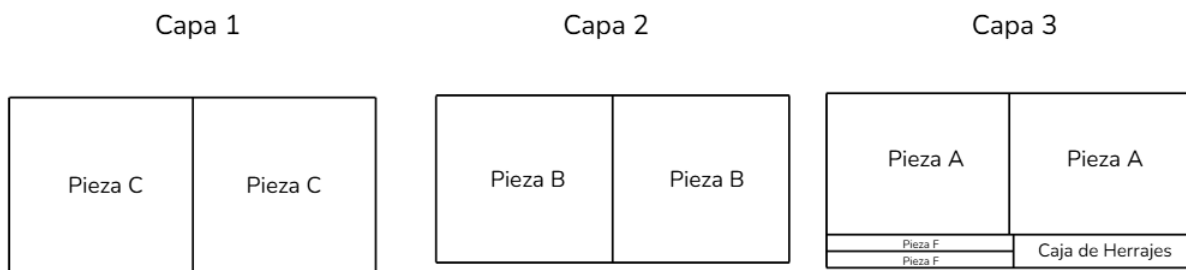 Capa 1
Capa 2
Capa 3
Pieza C
Pieza C
Pieza B
Pieza B
Pieza A
Pieza A
Pieza F
Pieza F
Caja de Herrajes